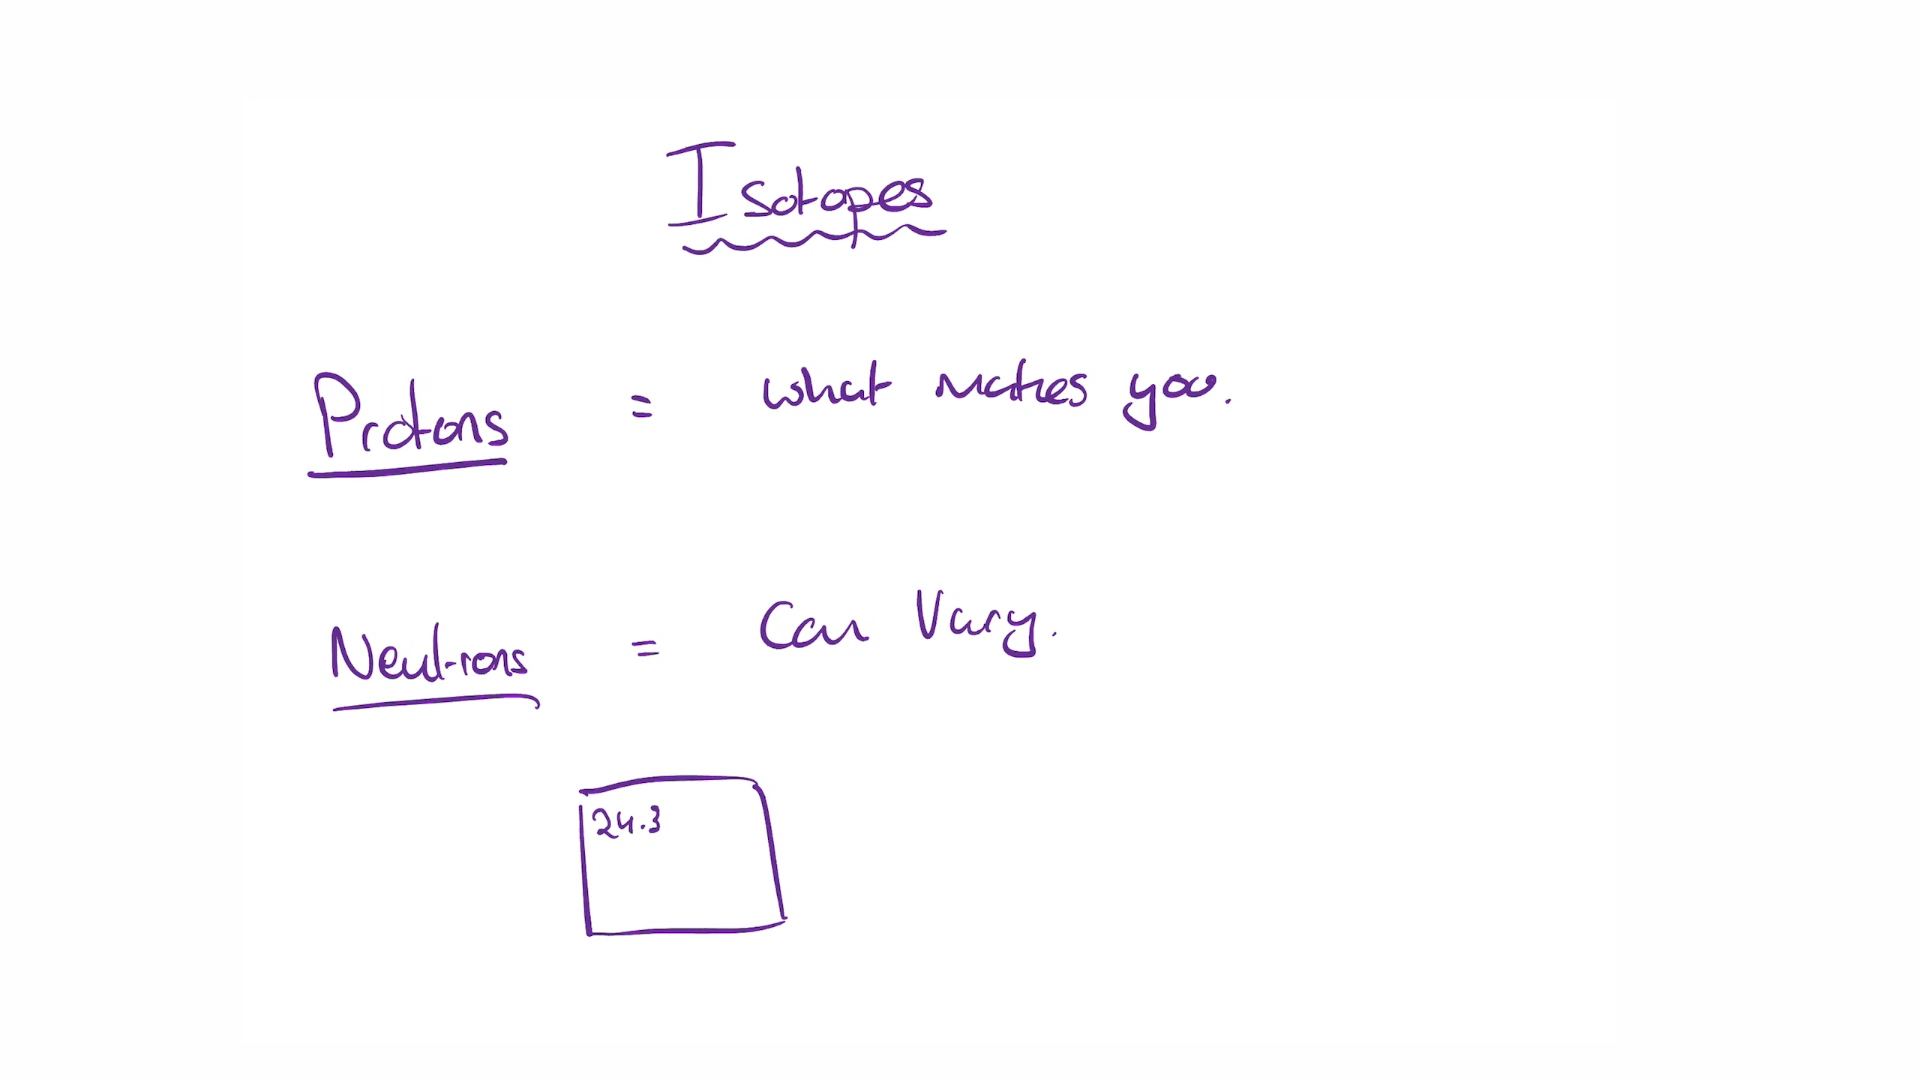 Isotopes
Protons = what makes you.
Neutrons = Can Vary.
24.3